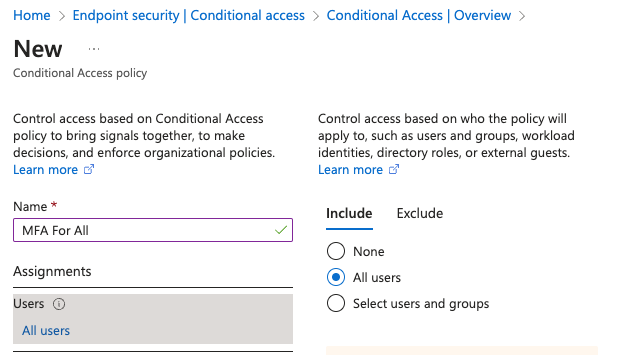 Home > Endpoint security | Conditional access > Conditional Access | Overview >
New ...
Conditional Access policy
Control access based on Conditional Access
policy to bring signals together, to make
decisions, and enforce organizational policies.
Learn more
Name *
MFA For All
Assignments
Users
All users
Control access based on who the policy will
apply to, such as users and groups, workload
identities, directory roles, or external guests.
Learn more
Include Exclude
None
All users
Select users and groups